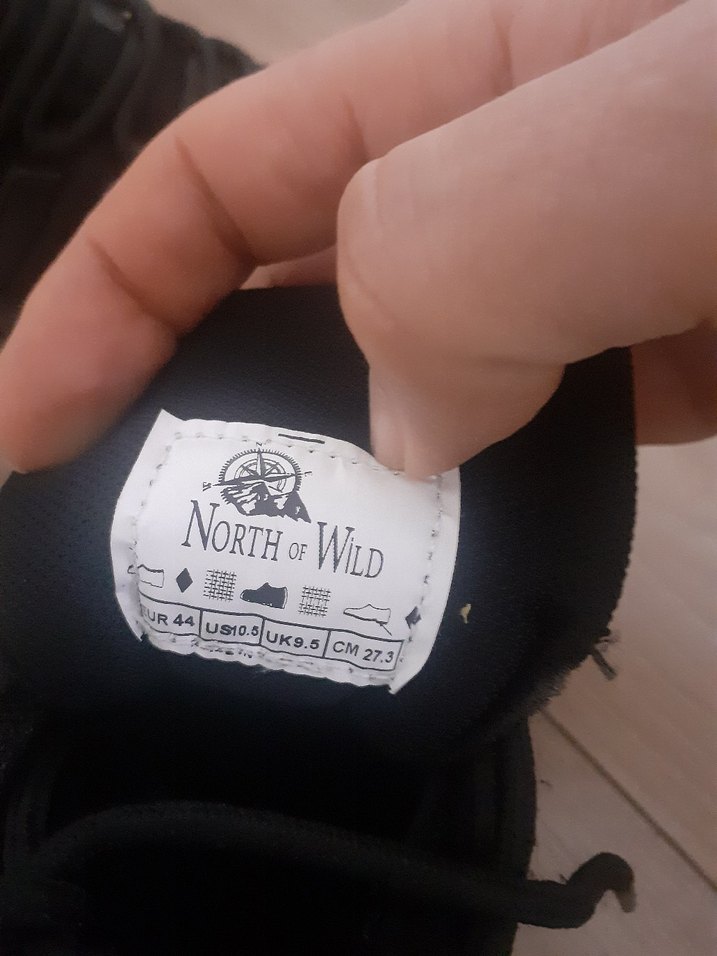 N
NORTH OF WILD
EUR 44 US10.5 UK9.5 CM 27.3